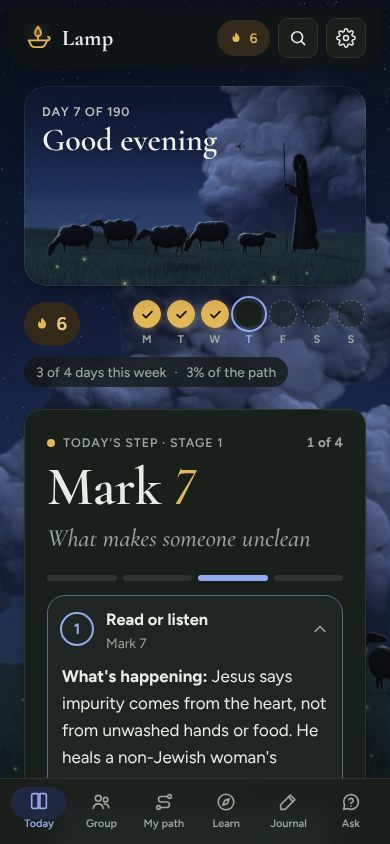 Lamp
6
DAY 7 OF 190
Good evening
6
M T W T F S S
3 of 4 days this week · 3% of the path
TODAY'S STEP · STAGE 1
1 of 4
Mark 7
What makes someone unclean
1
Read or listen
Mark 7
What's happening: Jesus says
impurity comes from the heart, not
from unwashed hands or food. He
heals a non-Jewish woman's
Today Group My path Learn Journal Ask